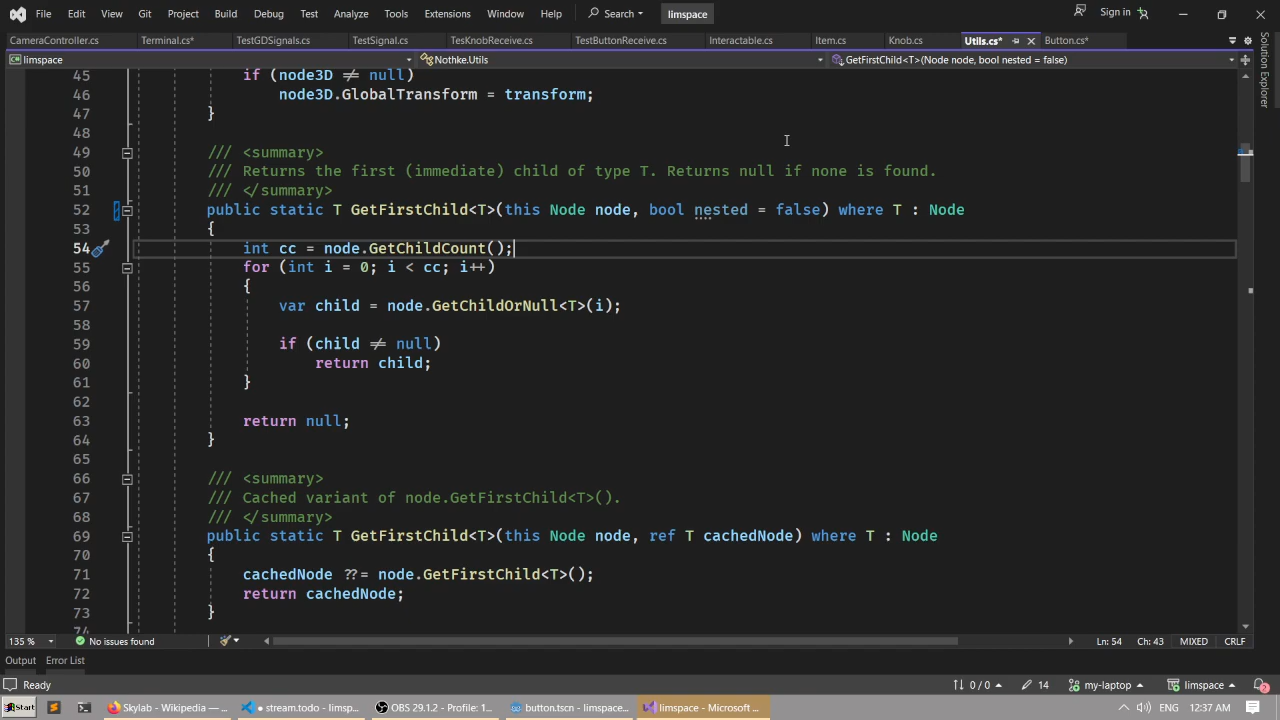 File Edit View Git Project Build Debug Test Analyze Tools Extensions Window Help Search limspace Sign in
CameraController.cs Terminal.cs* TestGDSignals.cs TestSignal.cs TesKnobReceive.cs TestButtonReceive.cs Interactable.cs Item.cs Knob.cs Utils.cs* Button.cs*
limspace Nothke.Utils GetFirstChild<T>(Node node, bool nested = false)
45 if (node3D ≠ null)
46 node3D.GlobalTransform = transform;
47 }
48
49 /// <summary>
50 /// Returns the first (immediate) child of type T. Returns null if none is found.
51 /// </summary>
52 public static T GetFirstChild<T>(this Node node, bool nested = false) where T : Node
53 {
54 int cc = node.GetChildCount();
55 for (int i = 0; i < cc; i++)
56 {
57 var child = node.GetChildOrNull<T>(i);
58
59 if (child ≠ null)
60 return child;
61 }
62
63 return null;
64 }
65
66 /// <summary>
67 /// Cached variant of node.GetFirstChild<T>().
68 /// </summary>
69 public static T GetFirstChild<T>(this Node node, ref T cachedNode) where T : Node
70 {
71 cachedNode ??= node.GetFirstChild<T>();
72 return cachedNode;
73 }
74
Solution Explorer
135 % No issues found Ln: 54 Ch: 43 MIXED CRLF
Output Error List
Ready 0 / 0 14 my-laptop limspace 2
Start Skylab — Wikipedia — ... ● stream.todo - limsp... OBS 29.1.2 - Profile: 1... button.tscn - limspace... limspace - Microsoft ... ENG 12:37 AM